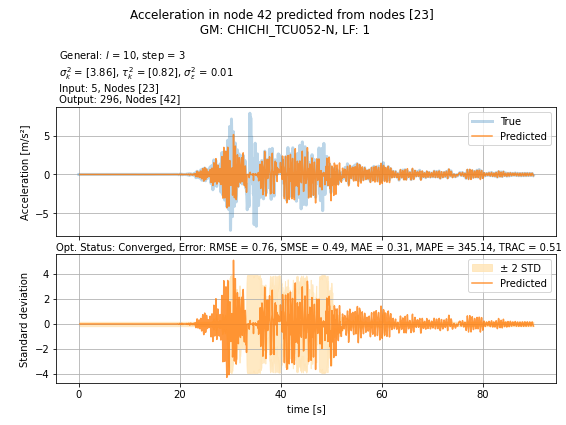 Acceleration in node 42 predicted from nodes [23]
GM: CHICHI_TCU052-N, LF: 1
General: l = 10, step = 3
σ²ₖ = [3.86], τ²ₖ = [0.82], σ²ε = 0.01
Input: 5, Nodes [23]
Output: 296, Nodes [42]
Acceleration [m/s²]
5
0
−5
True
Predicted
Opt. Status: Converged, Error: RMSE = 0.76, SMSE = 0.49, MAE = 0.31, MAPE = 345.14, TRAC = 0.51
Standard deviation
4
2
0
−2
−4
± 2 STD
Predicted
0 20 40 60 80
time [s]